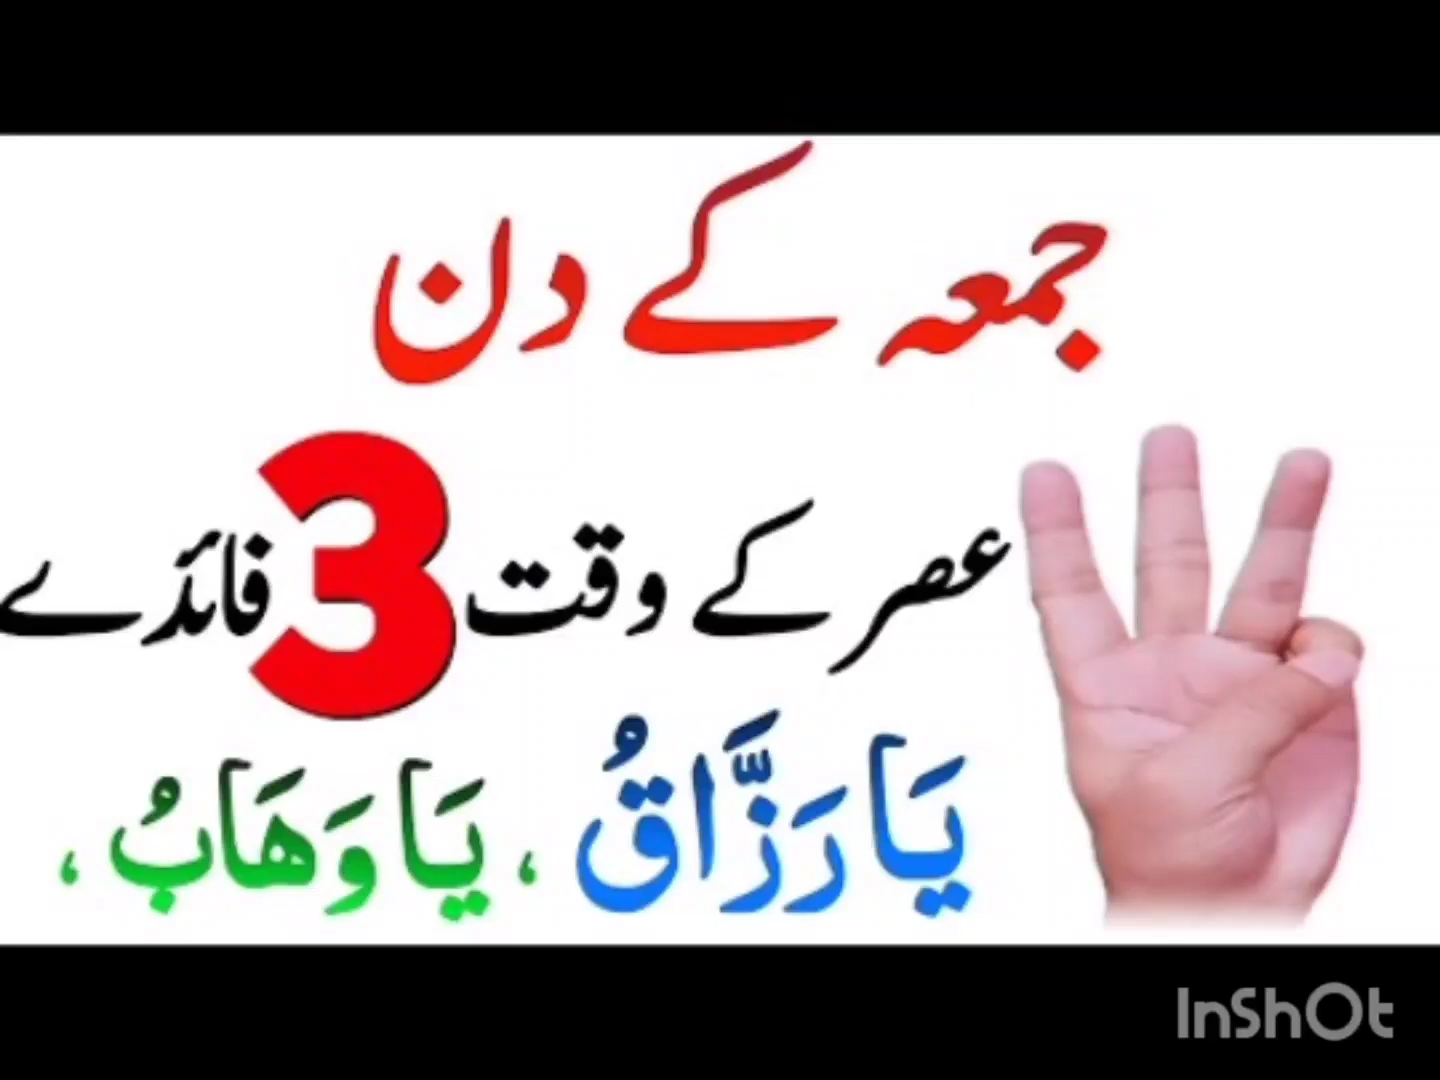 جمعہ کے دن
عصر کے وقت 3 فائدے
یَا رَزَّاقُ ، یَا وَھَابُ ،
InShOt